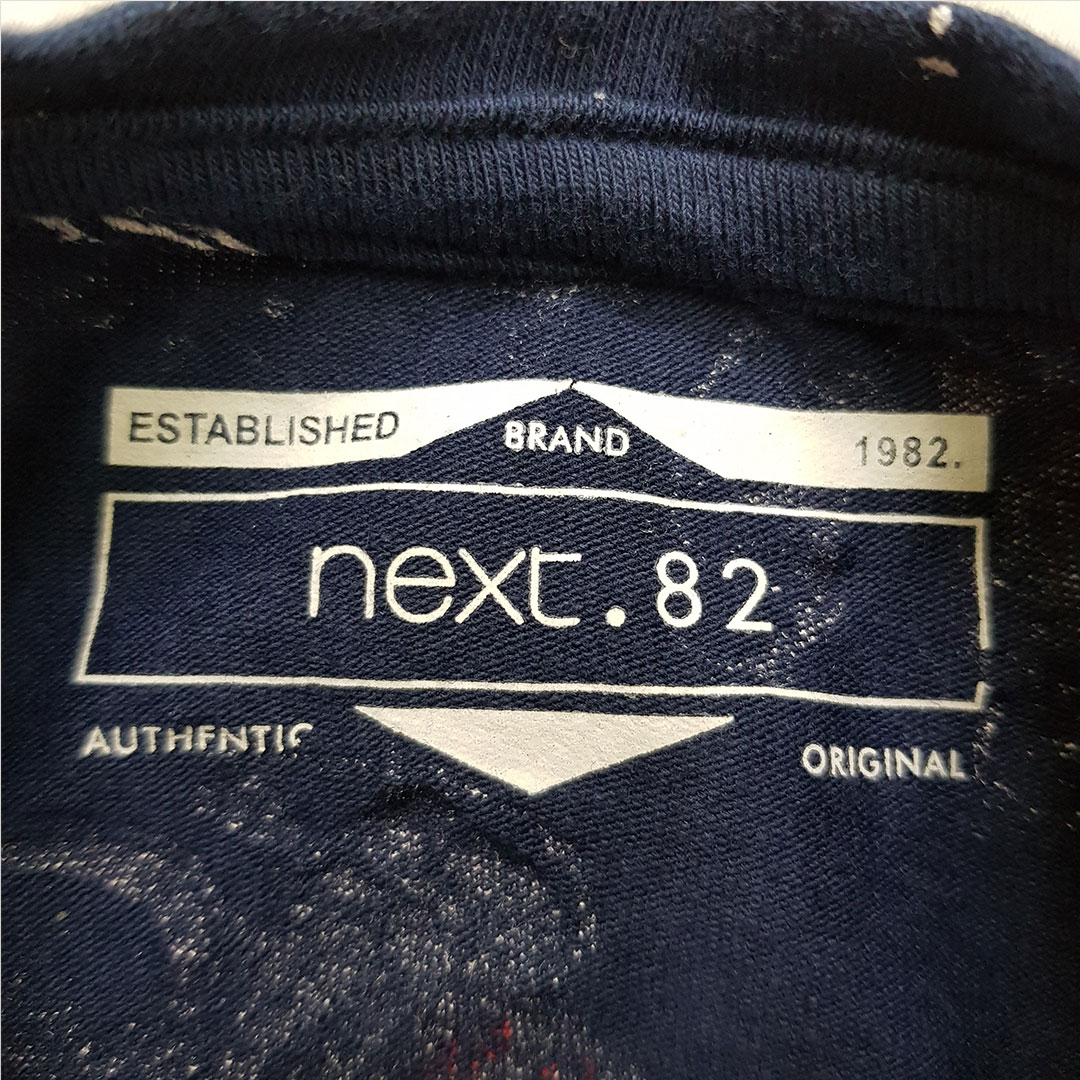 ESTABLISHED BRAND 1982.
next.82
AUTHENTIC ORIGINAL